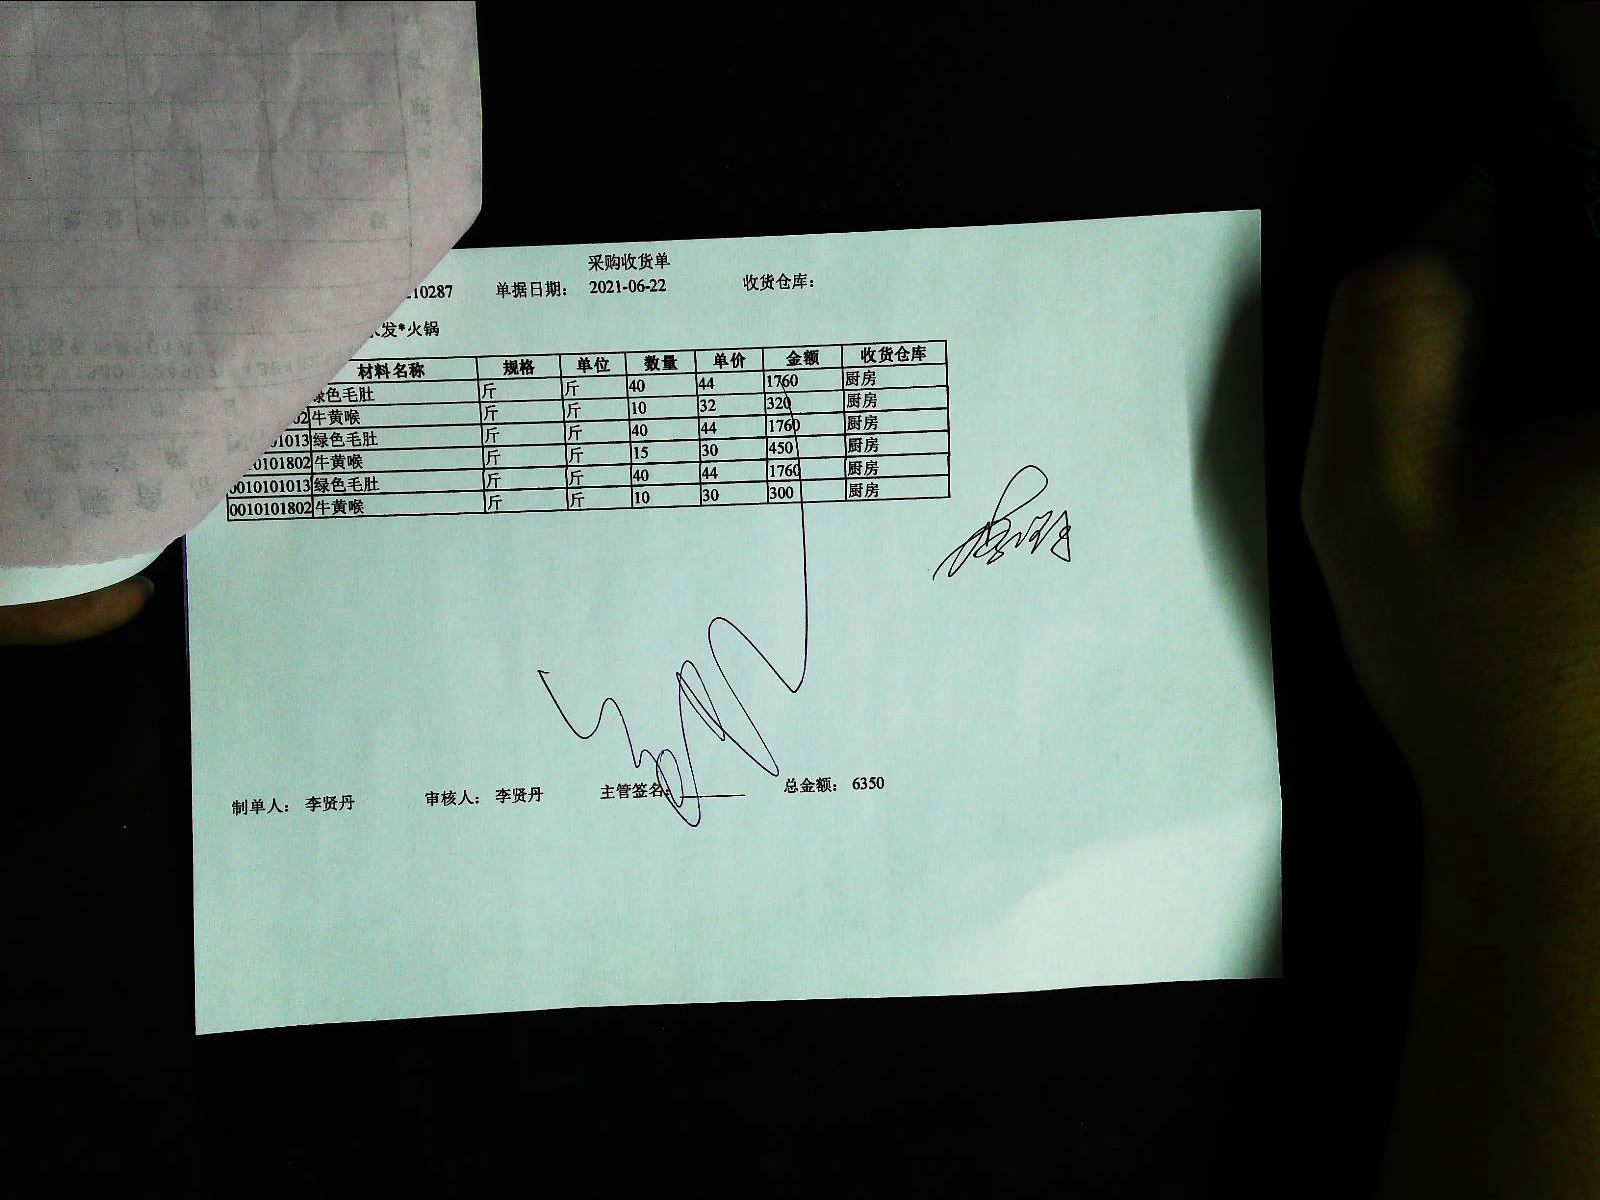 采购收货单
10287 单据日期： 2021-06-22 收货仓库：
发*火锅
材料名称 规格 单位 数量 单价 金额 收货仓库
绿色毛肚 斤 斤 40 44 1760 厨房
02 牛黄喉 斤 斤 10 32 320 厨房
01013 绿色毛肚 斤 斤 40 44 1760 厨房
0101802 牛黄喉 斤 斤 15 30 450 厨房
0010101013 绿色毛肚 斤 斤 40 44 1760 厨房
0010101802 牛黄喉 斤 斤 10 30 300 厨房
制单人： 李贤丹 审核人： 李贤丹 主管签名： 总金额： 6350